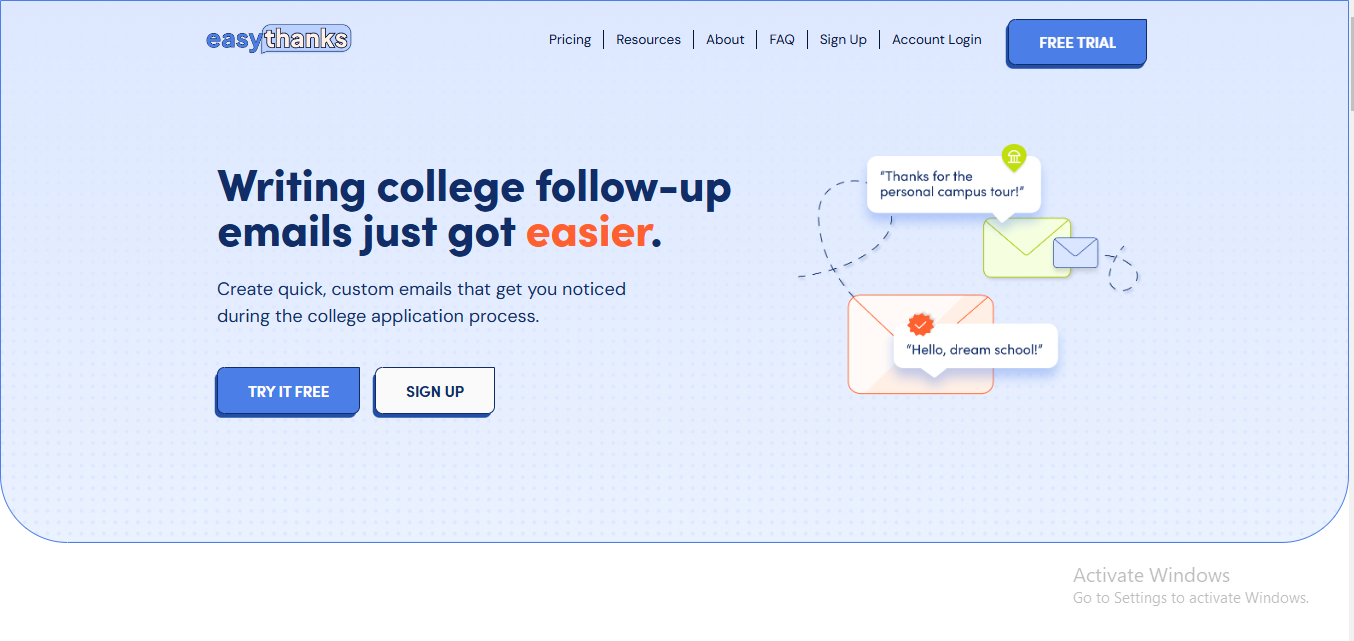 easythanks
Pricing
Resources
About
FAQ
Sign Up
Account Login
FREE TRIAL
Writing college follow-up
emails just got easier.
Create quick, custom emails that get you noticed
during the college application process.
TRY IT FREE
SIGN UP
"Thanks for the
personal campus tour!"
"Hello, dream school!"
Activate Windows
Go to Settings to activate Windows.